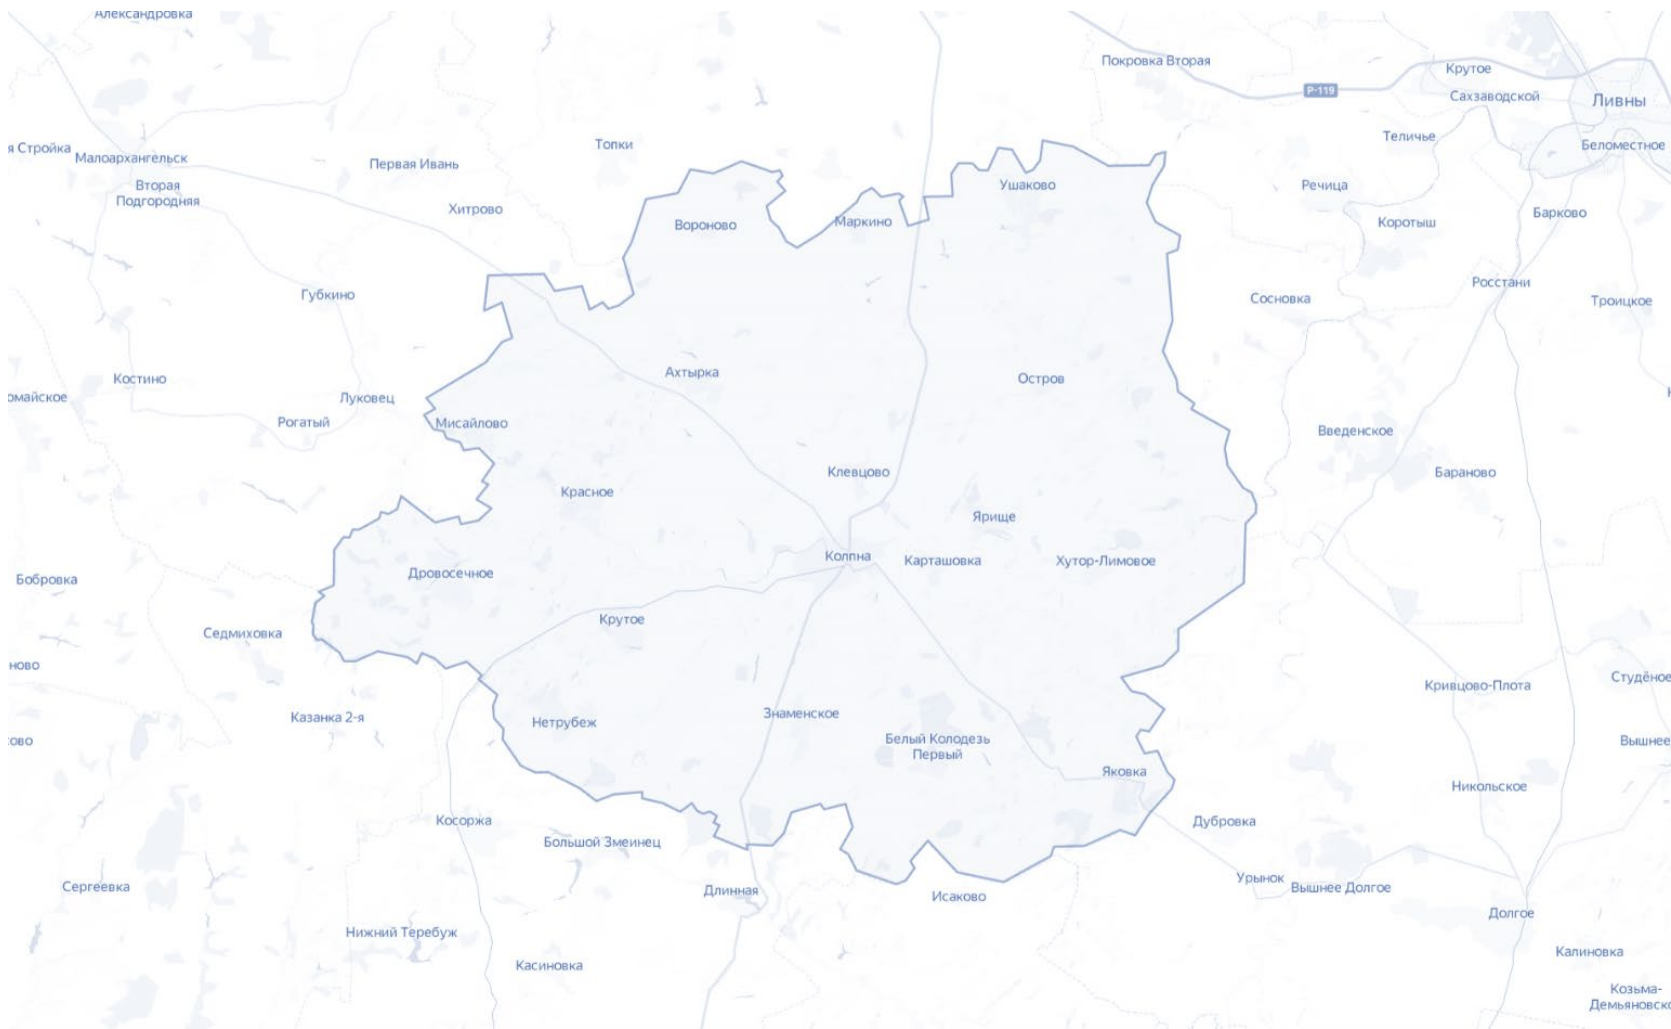 Александровка
Покровка Вторая
Крутое
Р-119
Сахзаводской
Ливны
Теличье
Беломестное
я Стройка
Малоархангельск
Первая Ивань
Топки
Вторая
Подгородняя
Ушаково
Речица
Хитрово
Вороново
Маркино
Коротыш
Барково
Губкино
Сосновка
Росстани
Троицкое
Костино
Ахтырка
Остров
омайское
Луковец
Рогатый
Мисайлово
Введенское
Клевцово
Бараново
Красное
Ярище
Колпна
Карташовка
Хутор-Лимовое
Бобровка
Дровосечное
Седмиховка
Крутое
ново
Студёное
Кривцово-Плота
Казанка 2-я
Нетрубеж
Знаменское
Белый Колодезь
Первый
ово
Вышнее
Яковка
Никольское
Косоржа
Дубровка
Большой Змеинец
Сергеевка
Длинная
Исаково
Урынок
Вышнее Долгое
Долгое
Нижний Теребуж
Касиновка
Калиновка
Козьма-
Демьяновско